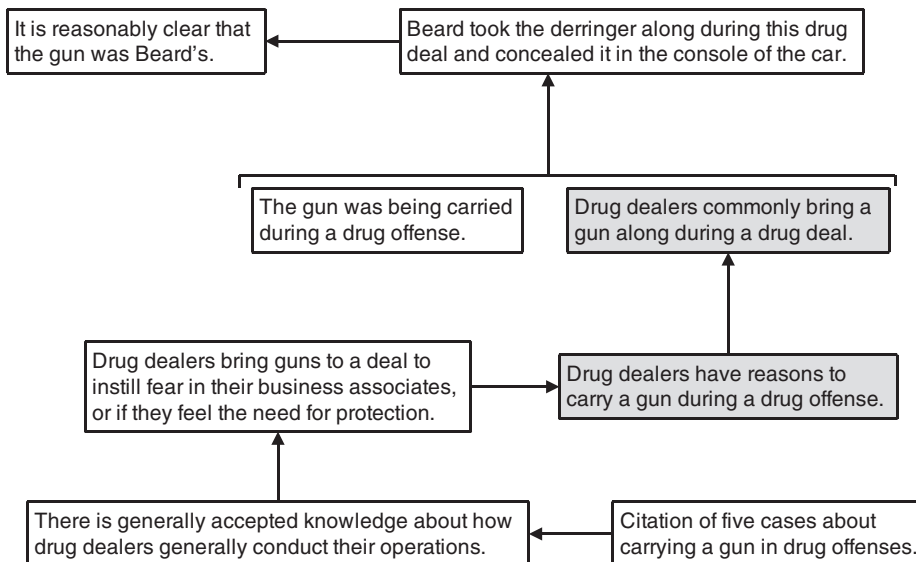 It is reasonably clear that
the gun was Beard's.
Beard took the derringer along during this drug
deal and concealed it in the console of the car.
The gun was being carried
during a drug offense.
Drug dealers commonly bring a
gun along during a drug deal.
Drug dealers bring guns to a deal to
instill fear in their business associates,
or if they feel the need for protection.
Drug dealers have reasons to
carry a gun during a drug offense.
There is generally accepted knowledge about how
drug dealers generally conduct their operations.
Citation of five cases about
carrying a gun in drug offenses.